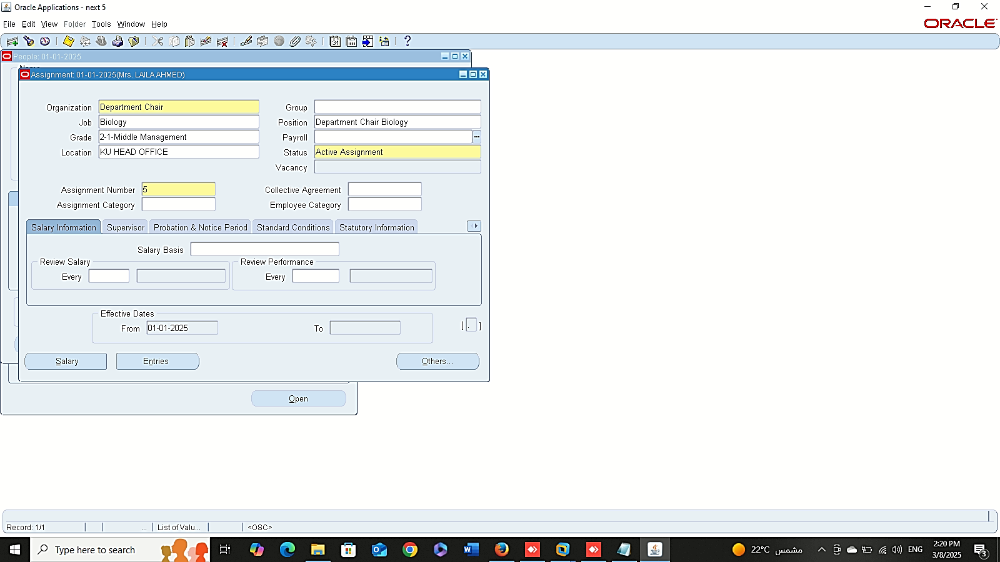 Oracle Applications - next 5
File Edit View Folder Tools Window Help
ORACLE
People: 01-01-2025
Assignment: 01-01-2025(Mrs. LAILA AHMED)
Organization Department Chair Group
Job Biology Position Department Chair Biology
Grade 2-1-Middle Management Payroll
Location KU HEAD OFFICE Status Active Assignment
Vacancy
Assignment Number 5 Collective Agreement
Assignment Category Employee Category
Salary Information Supervisor Probation & Notice Period Standard Conditions Statutory Information
Salary Basis
Review Salary Review Performance
Every Every
Effective Dates
From 01-01-2025 To [ . ]
Salary Entries Others...
Open
Record: 1/1 ... List of Valu... <OSC>
Type here to search 22°C مشمس ENG 2:20 PM
3/8/2025 3